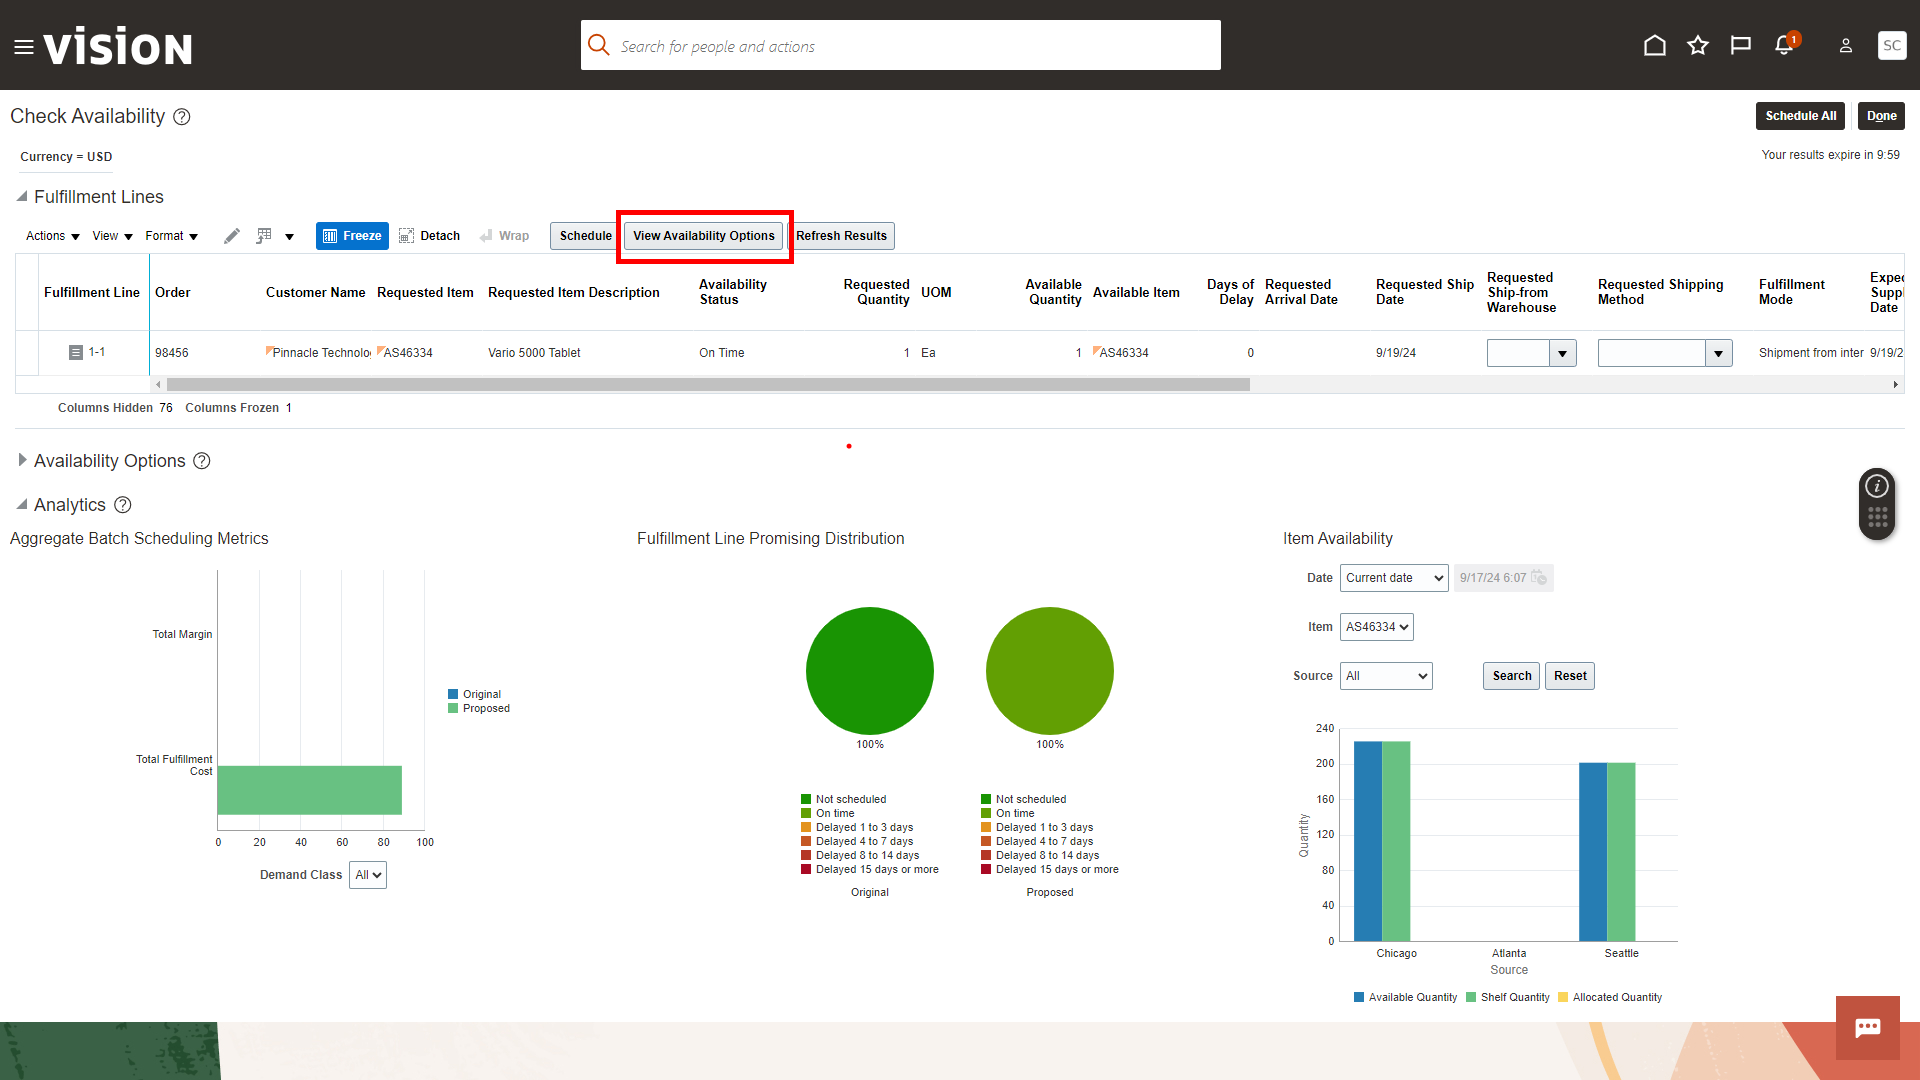 VISION
Search for people and actions
1
SC
Check Availability ?
Schedule All
Done
Currency = USD
Your results expire in 9:59
Fulfillment Lines
Actions View Format Freeze Detach Wrap Schedule View Availability Options Refresh Results
Fulfillment Line Order Customer Name Requested Item Requested Item Description Availability Status Requested Quantity UOM Available Quantity Available Item Days of Delay Requested Arrival Date Requested Ship Date Requested Ship-from Warehouse Requested Shipping Method Fulfillment Mode Expec Suppl Date
1-1 98456 Pinnacle Technolo AS46334 Vario 5000 Tablet On Time 1 Ea 1 AS46334 0 9/19/24 Shipment from inter 9/19/2
Columns Hidden 76 Columns Frozen 1
Availability Options ?
Analytics ?
Aggregate Batch Scheduling Metrics
Total Margin
Total Fulfillment
Cost
0 20 40 60 80 100
Original
Proposed
Demand Class All
Fulfillment Line Promising Distribution
100% 100%
Not scheduled
On time
Delayed 1 to 3 days
Delayed 4 to 7 days
Delayed 8 to 14 days
Delayed 15 days or more
Original
Not scheduled
On time
Delayed 1 to 3 days
Delayed 4 to 7 days
Delayed 8 to 14 days
Delayed 15 days or more
Proposed
Item Availability
Date Current date 9/17/24 6:07
Item AS46334
Source All Search Reset
240
200
160
120
80
40
0
Quantity
Chicago Atlanta Seattle
Source
Available Quantity Shelf Quantity Allocated Quantity
i